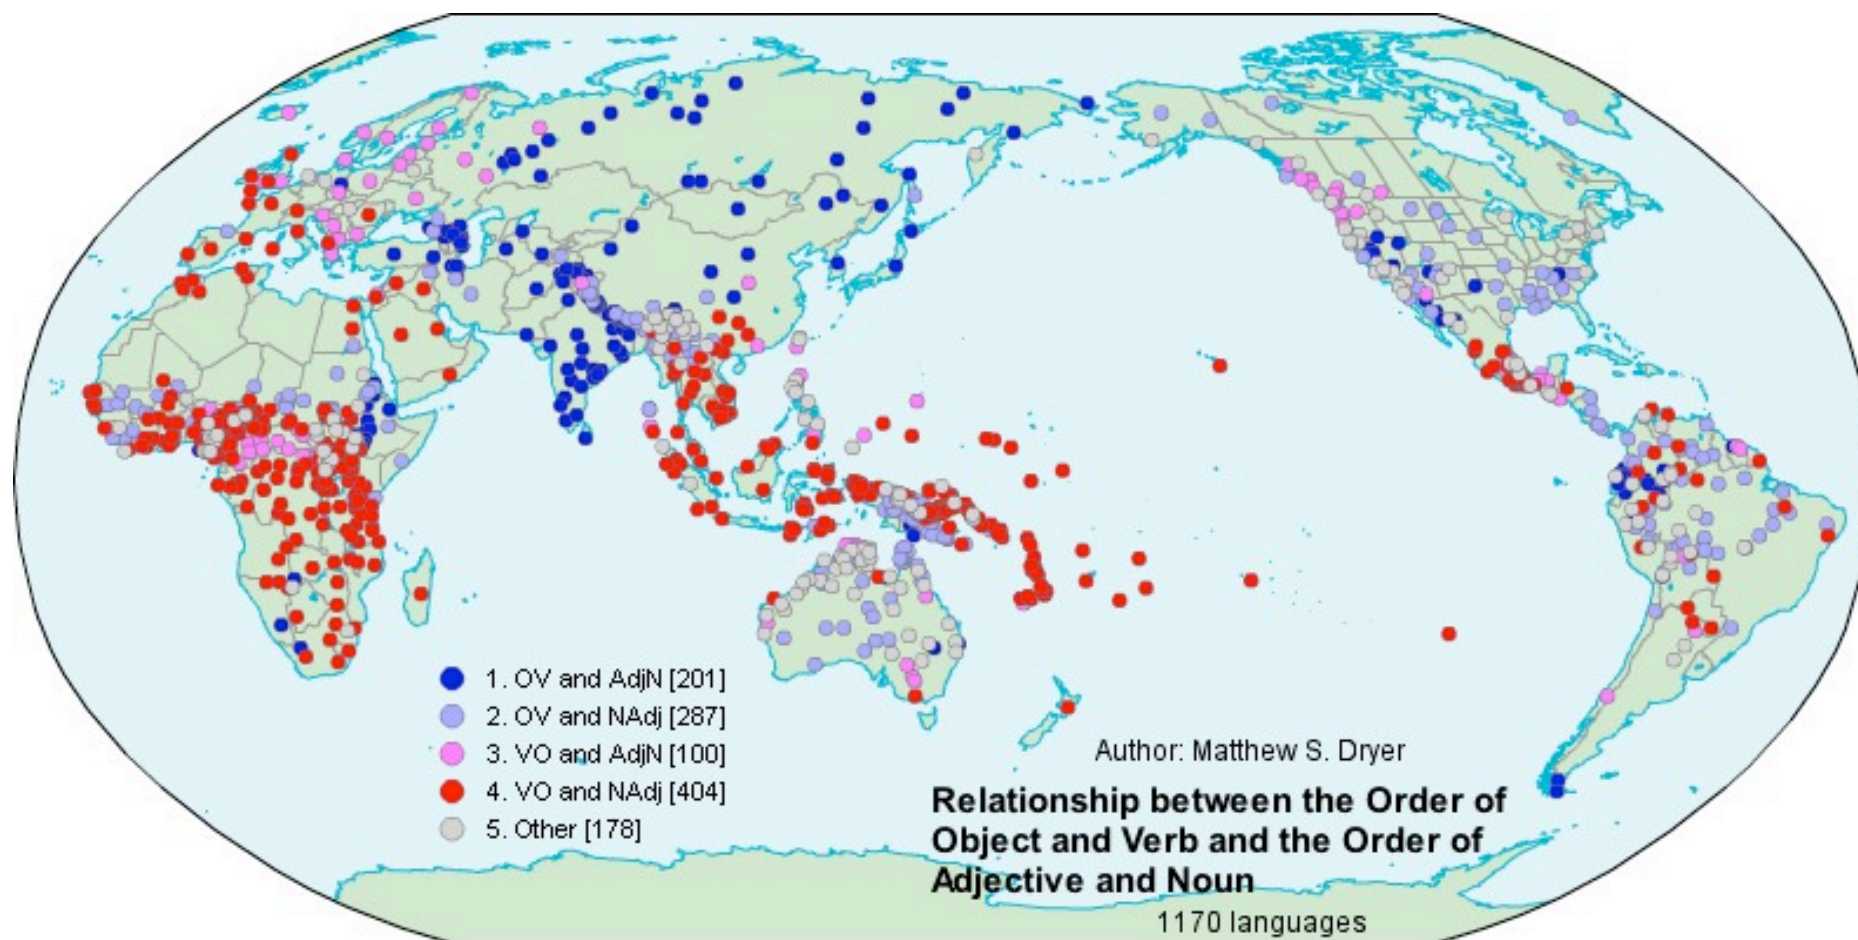 1. OV and AdjN [201]
2. OV and NAdj [287]
3. VO and AdjN [100]
4. VO and NAdj [404]
5. Other [178]
Author: Matthew S. Dryer
Relationship between the Order of
Object and Verb and the Order of
Adjective and Noun
1170 languages